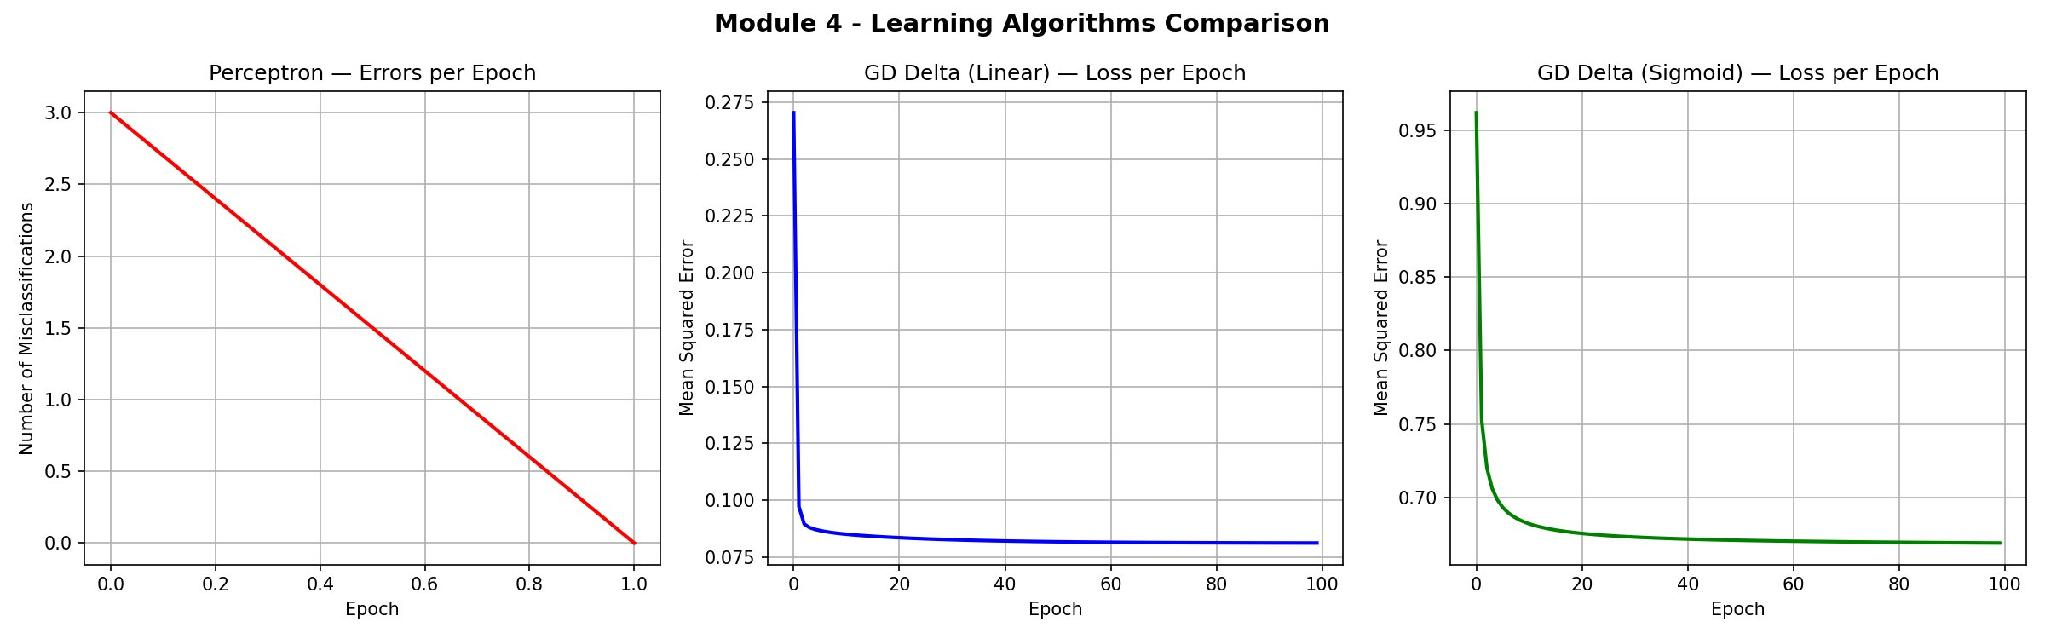 Module 4 - Learning Algorithms Comparison
Perceptron — Errors per Epoch
Number of Misclassifications
3.0
2.5
2.0
1.5
1.0
0.5
0.0
0.0 0.2 0.4 0.6 0.8 1.0
Epoch
GD Delta (Linear) — Loss per Epoch
Mean Squared Error
0.275
0.250
0.225
0.200
0.175
0.150
0.125
0.100
0.075
0 20 40 60 80 100
Epoch
GD Delta (Sigmoid) — Loss per Epoch
Mean Squared Error
0.95
0.90
0.85
0.80
0.75
0.70
0 20 40 60 80 100
Epoch